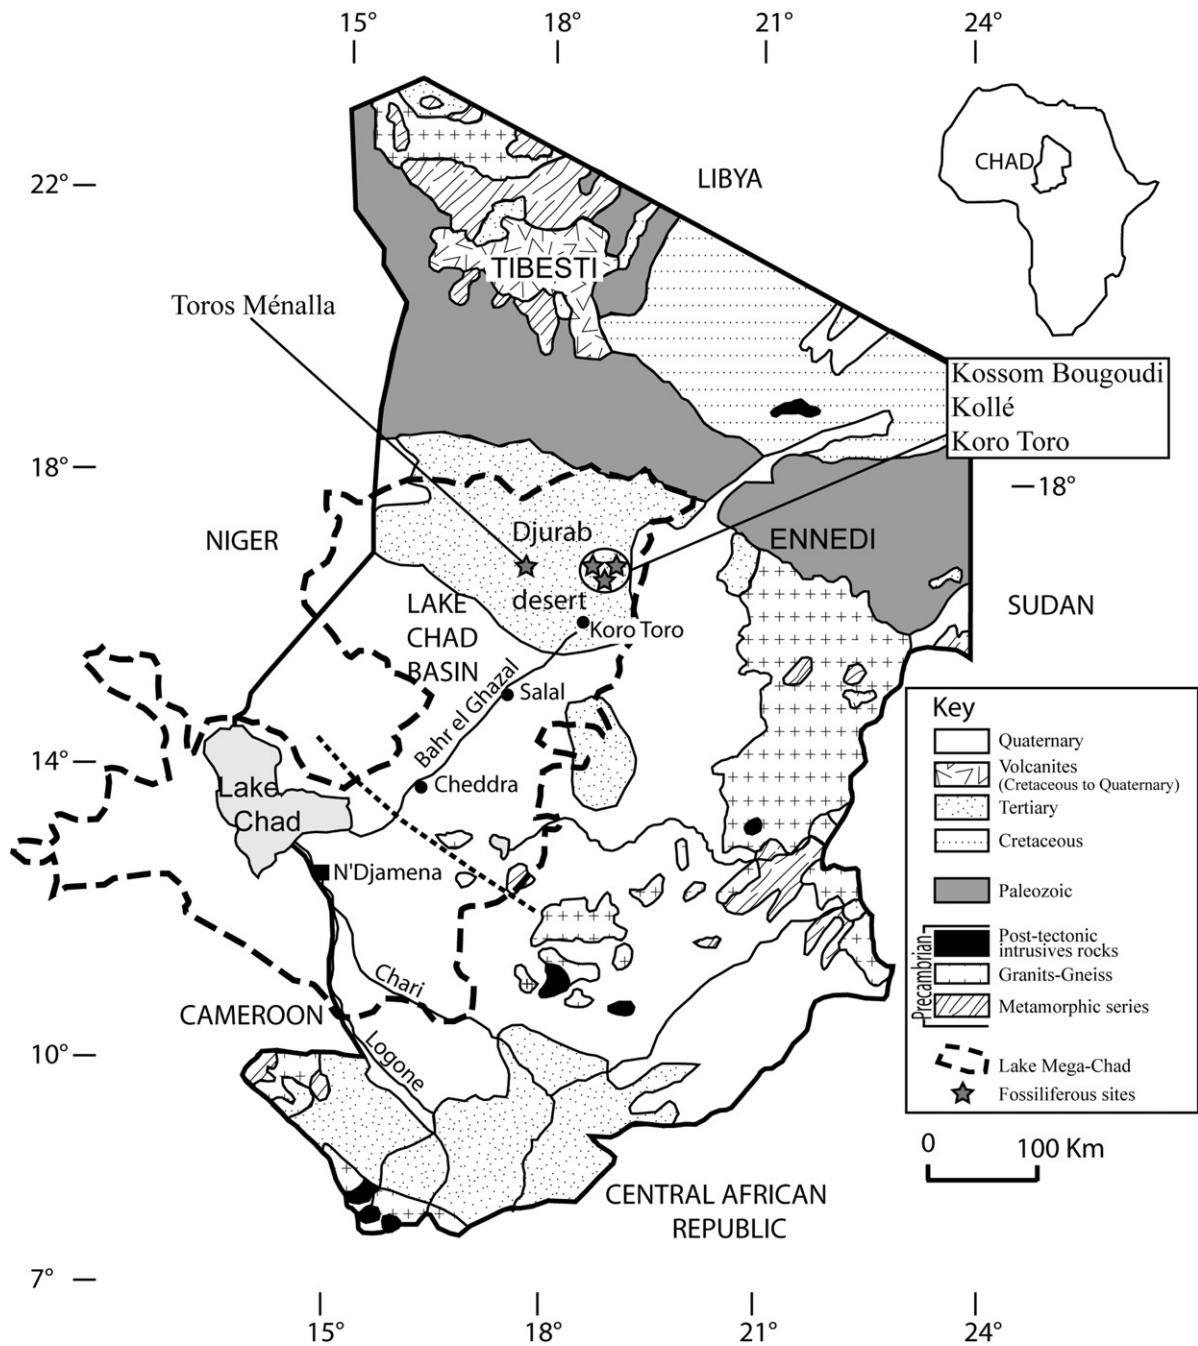 15°
18°
21°
24°
22°
LIBYA
CHAD
TIBESTI
Toros Ménalla
Kossom Bougoudi
Kollé
Koro Toro
18°
18°
NIGER
Djurab
desert
ENNEDI
LAKE
CHAD
BASIN
SUDAN
Koro Toro
Salal
Bahr el Ghazal
14°
Cheddra
Lake
Chad
N'Djamena
Chari
CAMEROON
Logone
10°
Key
Quaternary
Volcanites
(Cretaceous to Quaternary)
Tertiary
Cretaceous
Paleozoic
Precambrian
Post-tectonic
intrusives rocks
Granits-Gneiss
Metamorphic series
Lake Mega-Chad
Fossiliferous sites
0
100 Km
CENTRAL AFRICAN
REPUBLIC
7°
15°
18°
21°
24°